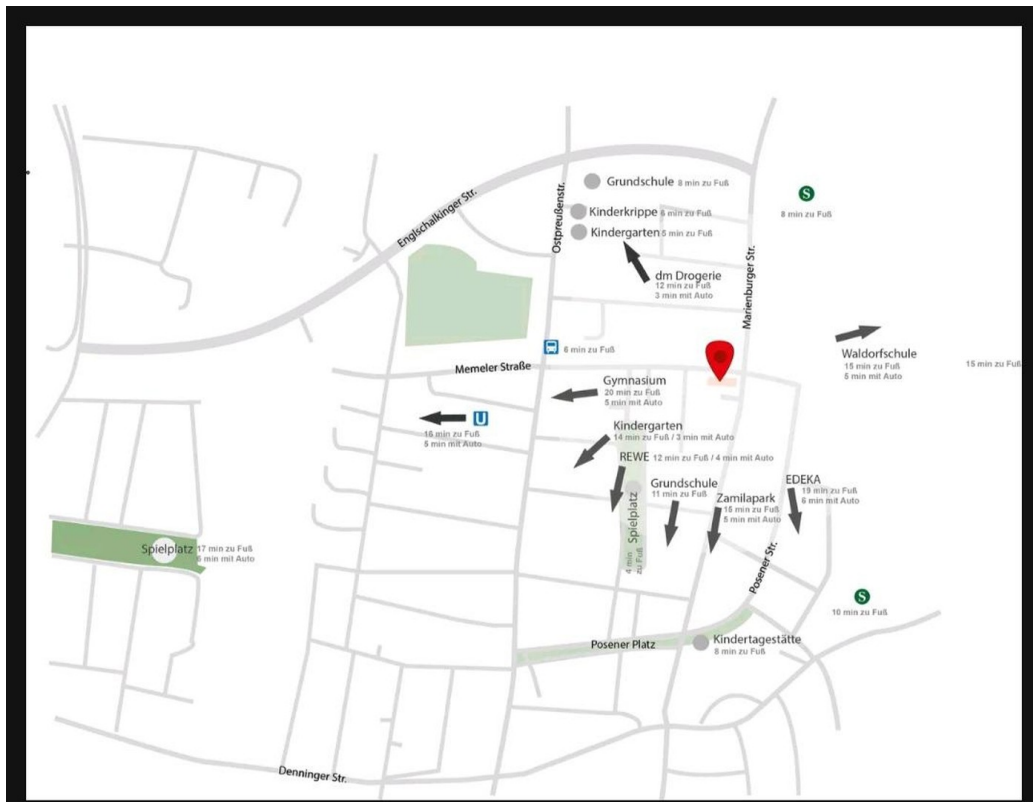 Englschalkinger Str.
Ostpreußenstr.
Grundschule 8 min zu Fuß
Kinderkrippe 6 min zu Fuß
Kindergarten 5 min zu Fuß
dm Drogerie
12 min zu Fuß
3 min mit Auto
Marienburger Str.
S
8 min zu Fuß
Waldorfschule
15 min zu Fuß
5 min mit Auto
15 min zu Fuß
6 min zu Fuß
Memeler Straße
Gymnasium
20 min zu Fuß
5 min mit Auto
U
16 min zu Fuß
5 min mit Auto
Kindergarten
14 min zu Fuß / 3 min mit Auto
REWE 12 min zu Fuß / 4 min mit Auto
Grundschule
11 min zu Fuß
EDEKA
19 min zu Fuß
6 min mit Auto
Zamilapark
15 min zu Fuß
5 min mit Auto
Spielplatz
4 min
zu Fuß
Spielplatz 17 min zu Fuß
6 min mit Auto
Posener Str.
S
10 min zu Fuß
Posener Platz
Kindertagestätte
8 min zu Fuß
Denninger Str.